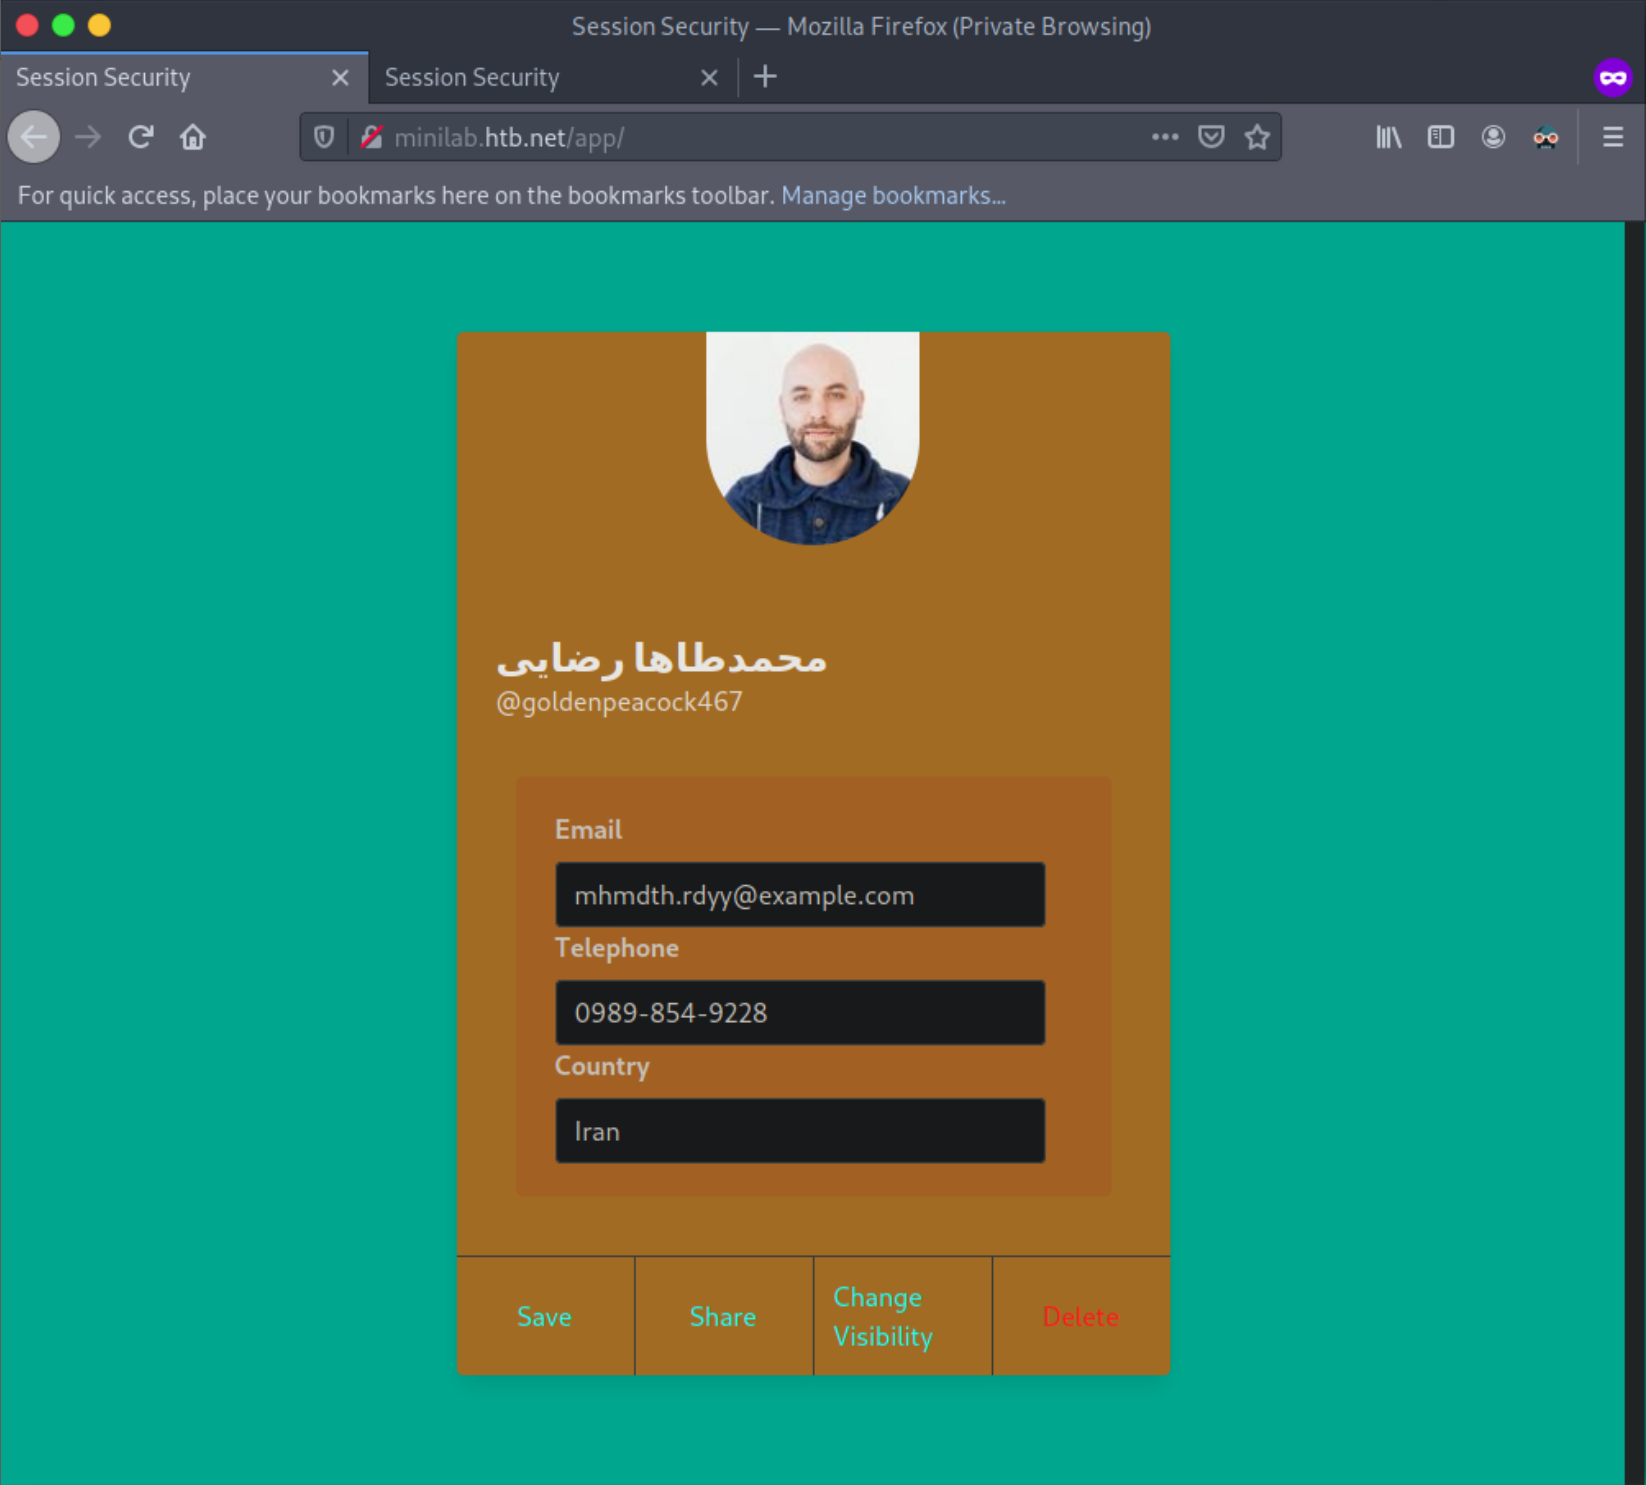 Session Security — Mozilla Firefox (Private Browsing)
Session Security
Session Security
minilab.htb.net/app/
For quick access, place your bookmarks here on the bookmarks toolbar. Manage bookmarks...
محمدطاها رضایی
@goldenpeacock467
Email
mhmdth.rdyy@example.com
Telephone
0989-854-9228
Country
Iran
Save
Share
Change
Visibility
Delete